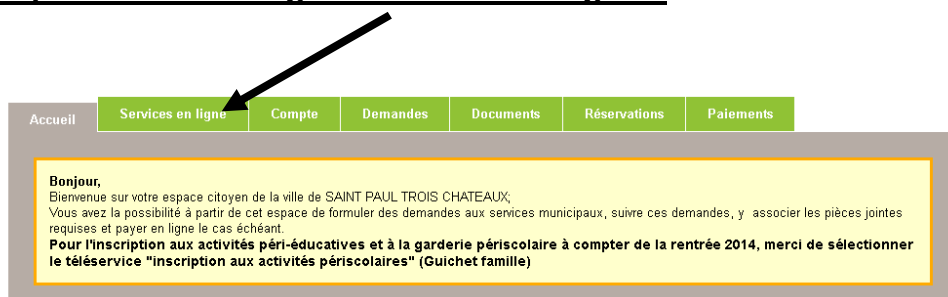 Accueil Services en ligne Compte Demandes Documents Réservations Paiements
Bonjour,
Bienvenue sur votre espace citoyen de la ville de SAINT PAUL TROIS CHATEAUX;
Vous avez la possibilité à partir de cet espace de formuler des demandes aux services municipaux, suivre ces demandes, y associer les pièces jointes
requises et payer en ligne le cas échéant.
Pour l'inscription aux activités péri-éducatives et à la garderie périscolaire à compter de la rentrée 2014, merci de sélectionner
le téléservice "inscription aux activités périscolaires" (Guichet famille)